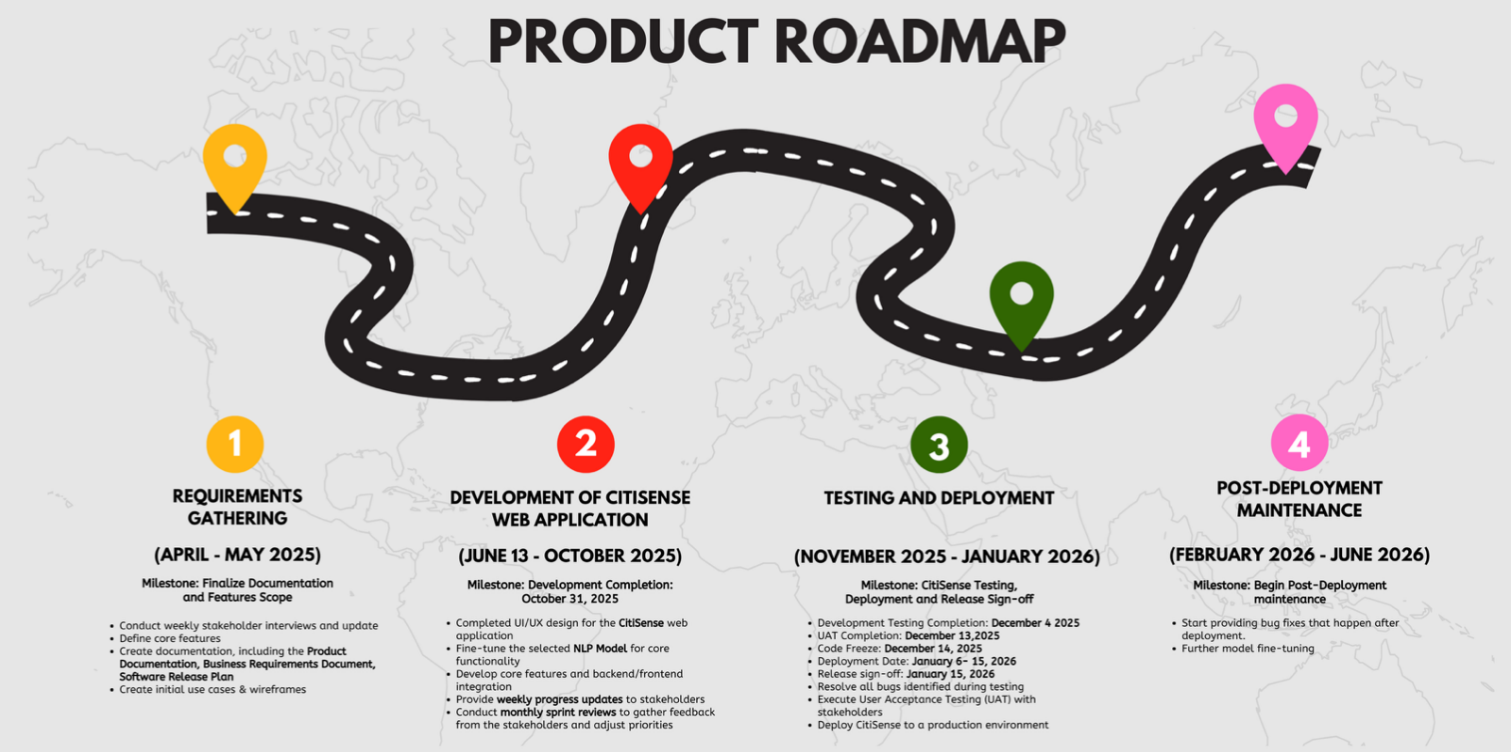 PRODUCT ROADMAP
1
REQUIREMENTS
GATHERING
(APRIL - MAY 2025)
Milestone: Finalize Documentation
and Features Scope
• Conduct weekly stakeholder interviews and update
• Define core features
• Create documentation, including the Product
Documentation, Business Requirements Document,
Software Release Plan
• Create initial use cases & wireframes
2
DEVELOPMENT OF CITISENSE
WEB APPLICATION
(JUNE 13 - OCTOBER 2025)
Milestone: Development Completion:
October 31, 2025
• Completed UI/UX design for the CitiSense web
application
• Fine-tune the selected NLP Model for core
functionality
• Develop core features and backend/frontend
integration
• Provide weekly progress updates to stakeholders
• Conduct monthly sprint reviews to gather feedback
from the stakeholders and adjust priorities
3
TESTING AND DEPLOYMENT
(NOVEMBER 2025 - JANUARY 2026)
Milestone: CitiSense Testing,
Deployment and Release Sign-off
• Development Testing Completion: December 4 2025
• UAT Completion: December 13,2025
• Code Freeze: December 14, 2025
• Deployment Date: January 6- 15, 2026
• Release sign-off: January 15, 2026
• Resolve all bugs identified during testing
• Execute User Acceptance Testing (UAT) with
stakeholders
• Deploy CitiSense to a production environment
4
POST-DEPLOYMENT
MAINTENANCE
(FEBRUARY 2026 - JUNE 2026)
Milestone: Begin Post-Deployment
maintenance
• Start providing bug fixes that happen after
deployment.
• Further model fine-tuning